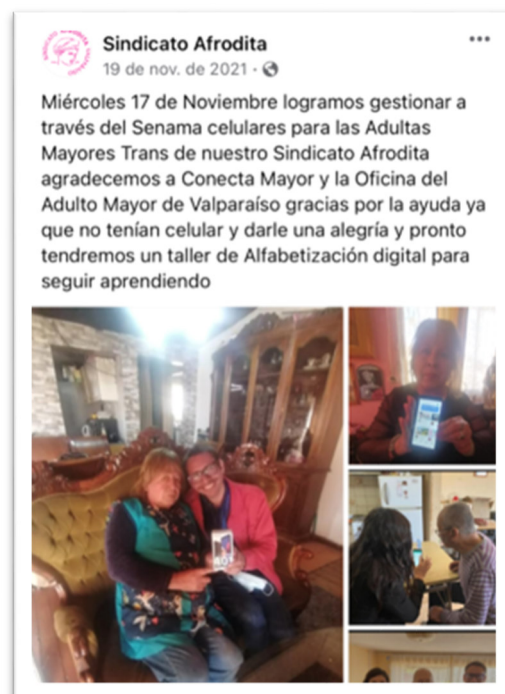 Sindicato Afrodita
19 de nov. de 2021 ·
Miércoles 17 de Noviembre logramos gestionar a
través del Senama celulares para las Adultas
Mayores Trans de nuestro Sindicato Afrodita
agradecemos a Conecta Mayor y la Oficina del
Adulto Mayor de Valparaíso gracias por la ayuda ya
que no tenían celular y darle una alegría y pronto
tendremos un taller de Alfabetización digital para
seguir aprendiendo